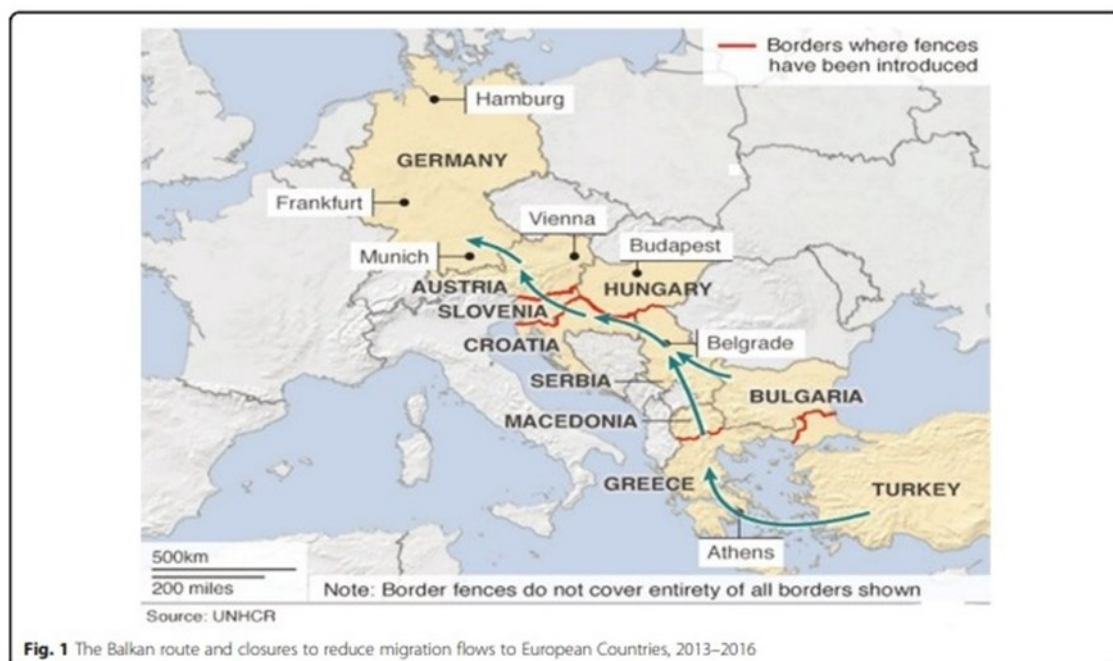 Borders where fences
have been introduced
Hamburg
GERMANY
Frankfurt
Vienna
Munich
Budapest
AUSTRIA
HUNGARY
SLOVENIA
CROATIA
Belgrade
SERBIA
BULGARIA
MACEDONIA
GREECE
TURKEY
Athens
500km
200 miles
Note: Border fences do not cover entirety of all borders shown
Source: UNHCR
Fig. 1 The Balkan route and closures to reduce migration flows to European Countries, 2013–2016